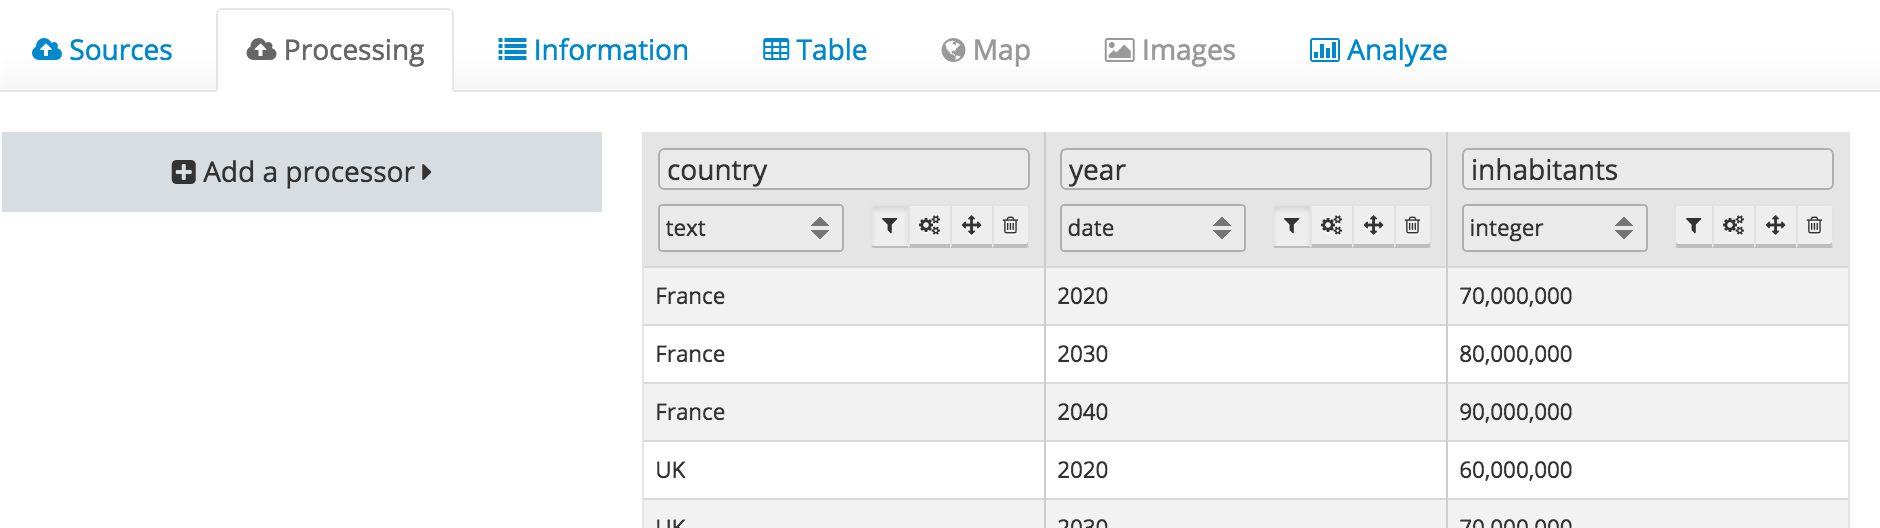 Sources Processing Information Table Map Images Analyze
Add a processor
country year inhabitants
text date integer
France 2020 70,000,000
France 2030 80,000,000
France 2040 90,000,000
UK 2020 60,000,000
UK 2030 70,000,000